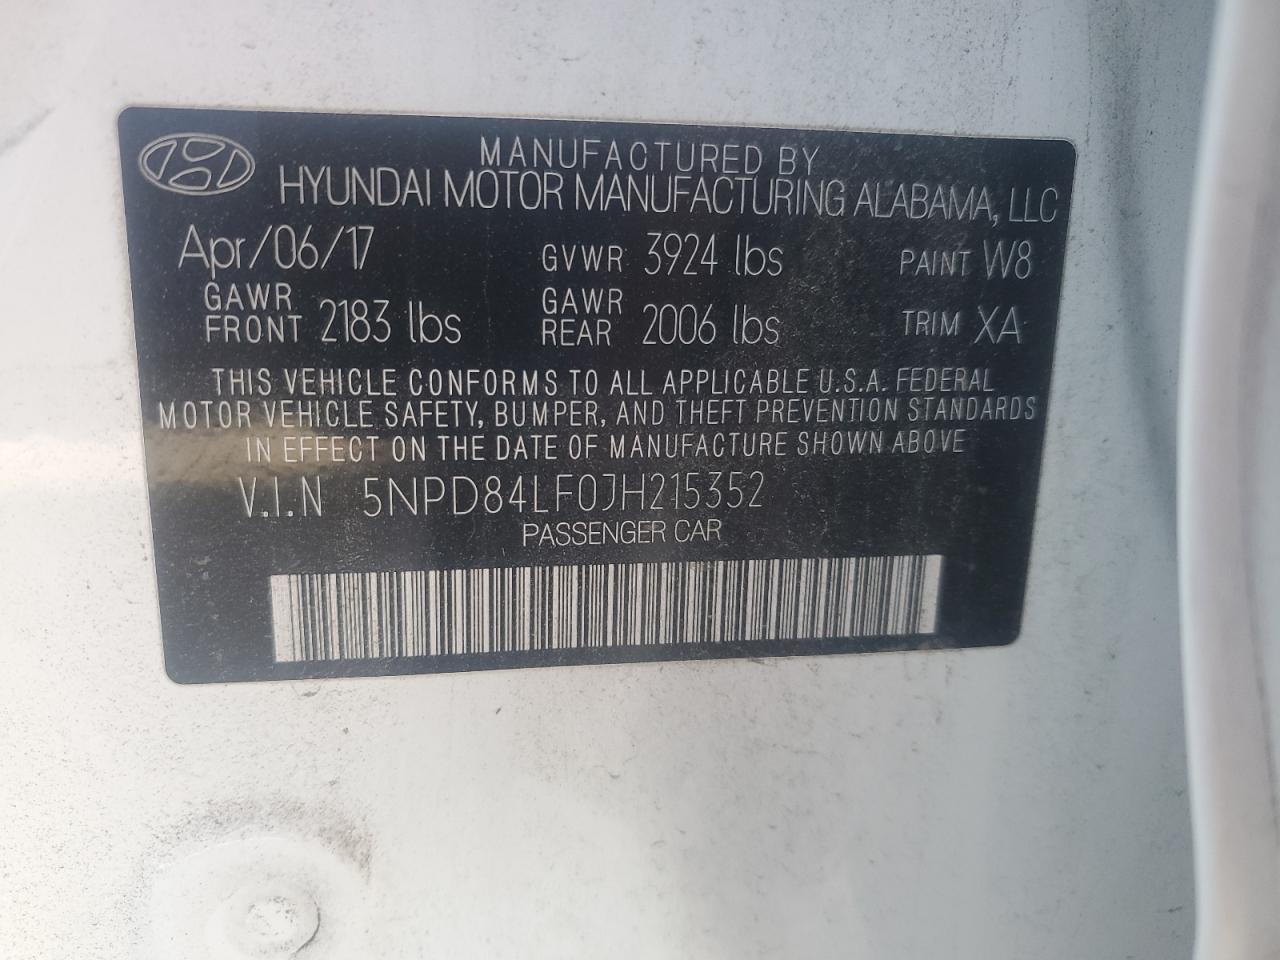 MANUFACTURED BY
HYUNDAI MOTOR MANUFACTURING ALABAMA, LLC
Apr/06/17 GVWR 3924 lbs PAINT W8
GAWR FRONT 2183 lbs GAWR REAR 2006 lbs TRIM XA
THIS VEHICLE CONFORMS TO ALL APPLICABLE U.S.A. FEDERAL
MOTOR VEHICLE SAFETY, BUMPER, AND THEFT PREVENTION STANDARDS
IN EFFECT ON THE DATE OF MANUFACTURE SHOWN ABOVE
V.I.N 5NPD84LF0JH215352
PASSENGER CAR